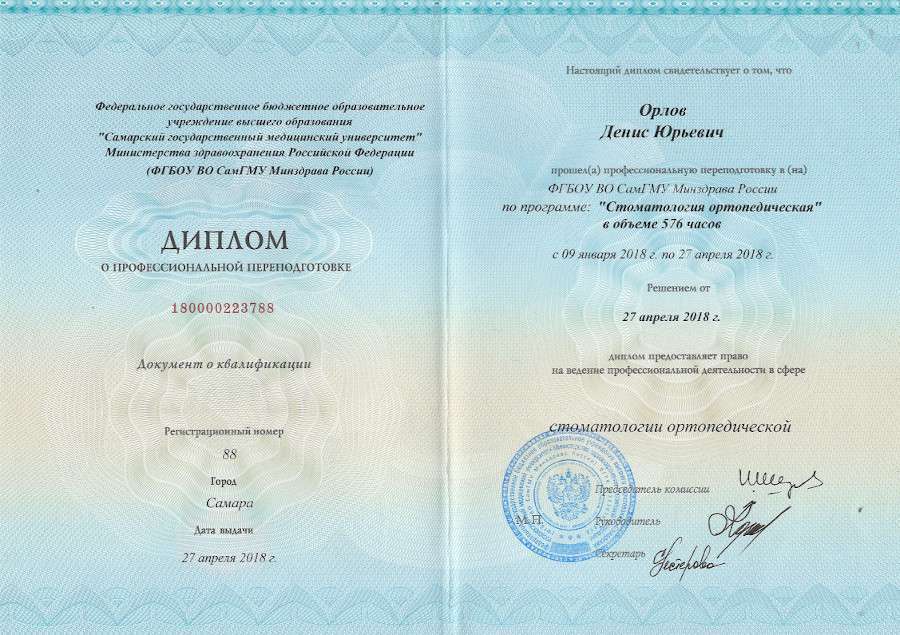 Федеральное государственное бюджетное образовательное
учреждение высшего образования
"Самарский государственный медицинский университет"
Министерства здравоохранения Российской Федерации
(ФГБОУ ВО СамГМУ Минздрава России)
ДИПЛОМ
О ПРОФЕССИОНАЛЬНОЙ ПЕРЕПОДГОТОВКЕ
180000223788
Документ о квалификации
Регистрационный номер
88
Город
Самара
Дата выдачи
27 апреля 2018 г.
Настоящий диплом свидетельствует о том, что
Орлов
Денис Юрьевич
прошел(а) профессиональную переподготовку в (на)
ФГБОУ ВО СамГМУ Минздрава России
по программе: "Стоматология ортопедическая"
в объеме 576 часов
с 09 января 2018 г. по 27 апреля 2018 г.
Решением от
27 апреля 2018 г.
диплом предоставляет право
на ведение профессиональной деятельности в сфере
стоматологии ортопедической
Председатель комиссии
М.П. Руководитель
Секретарь Нестерова